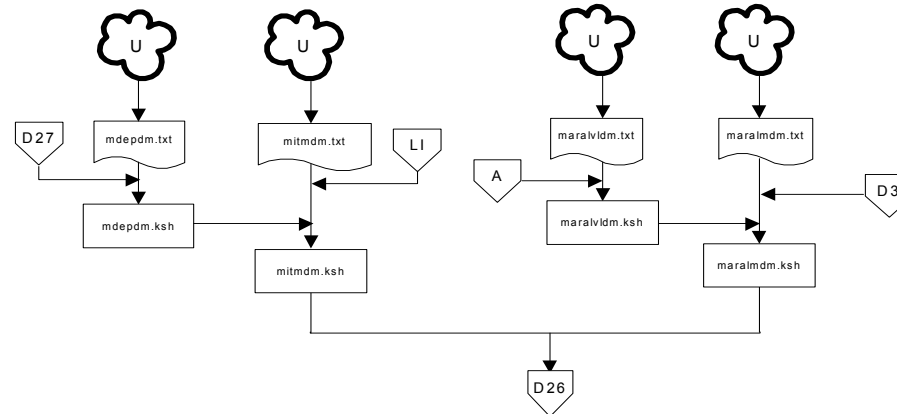 U
U
U
U
mdepdm.txt
mitmdm.txt
maralvldm.txt
maralmdm.txt
D27
LI
A
D3
mdepdm.ksh
maralvldm.ksh
mitmdm.ksh
maralmdm.ksh
D26